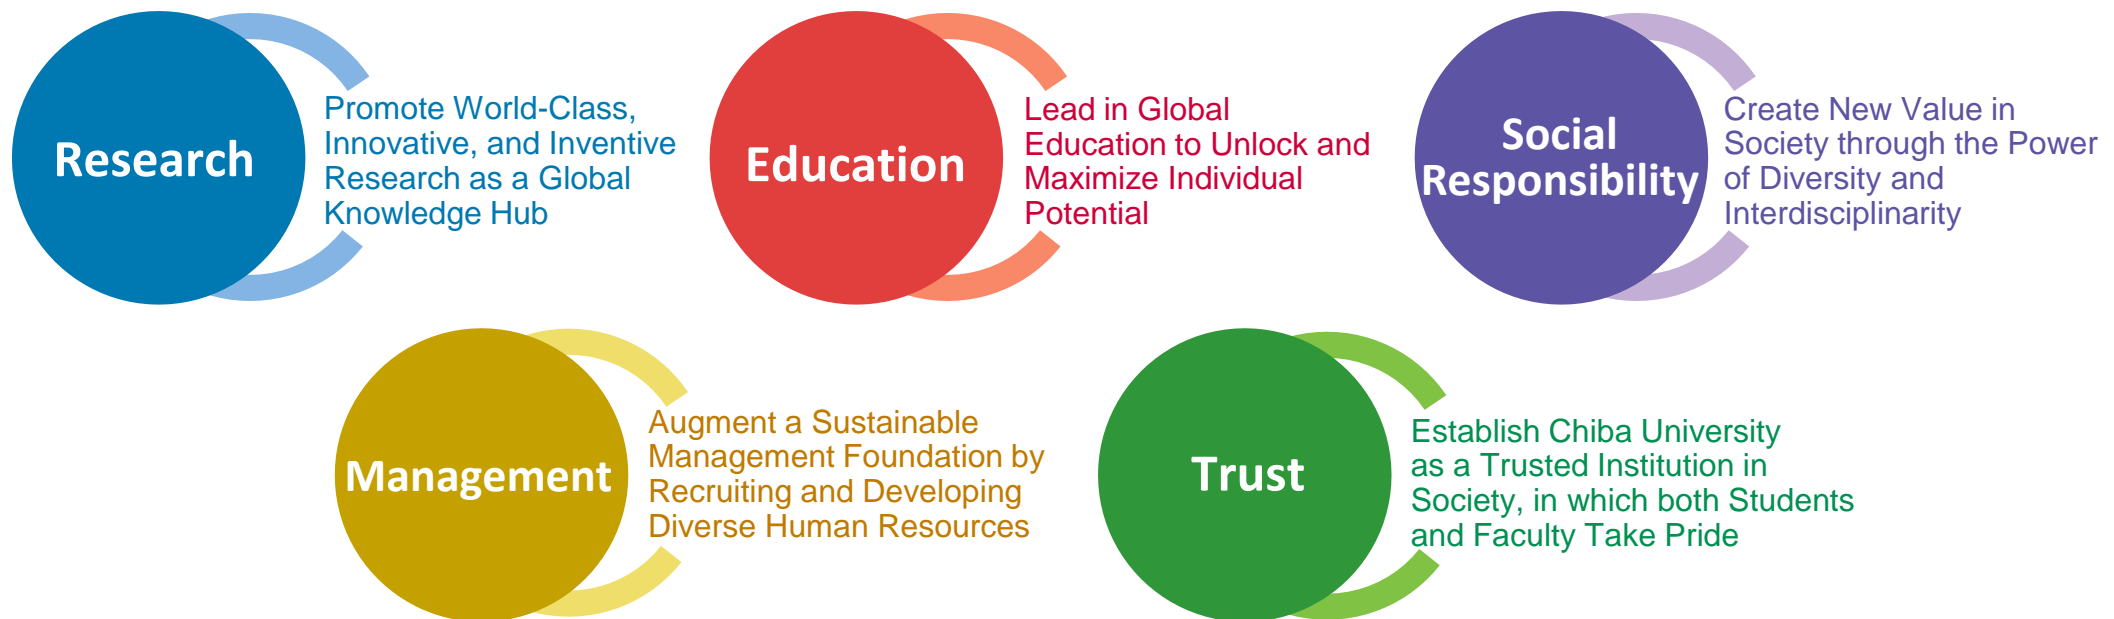 Research
Promote World-Class,
Innovative, and Inventive
Research as a Global
Knowledge Hub
Education
Lead in Global
Education to Unlock and
Maximize Individual
Potential
Social
Responsibility
Create New Value in
Society through the Power
of Diversity and
Interdisciplinarity
Management
Augment a Sustainable
Management Foundation by
Recruiting and Developing
Diverse Human Resources
Trust
Establish Chiba University
as a Trusted Institution in
Society, in which both Students
and Faculty Take Pride